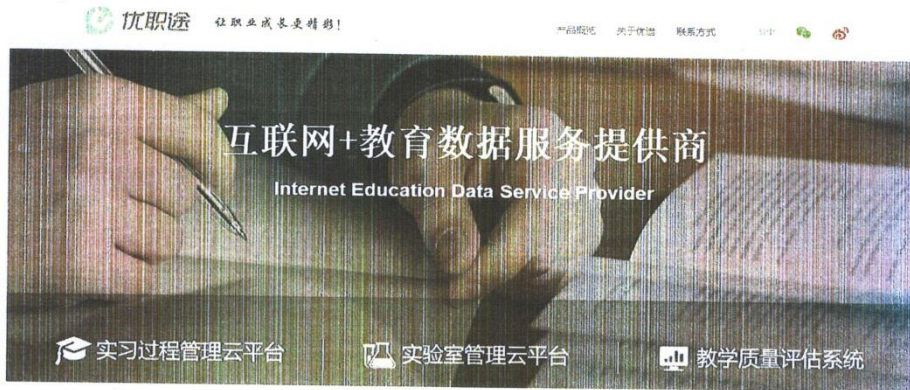 优职途
让职业成长更精彩!
产品概览 关于优途 联系方式
互联网+教育数据服务提供商
Internet Education Data Service Provider
实习过程管理云平台
实验室管理云平台
教学质量评估系统